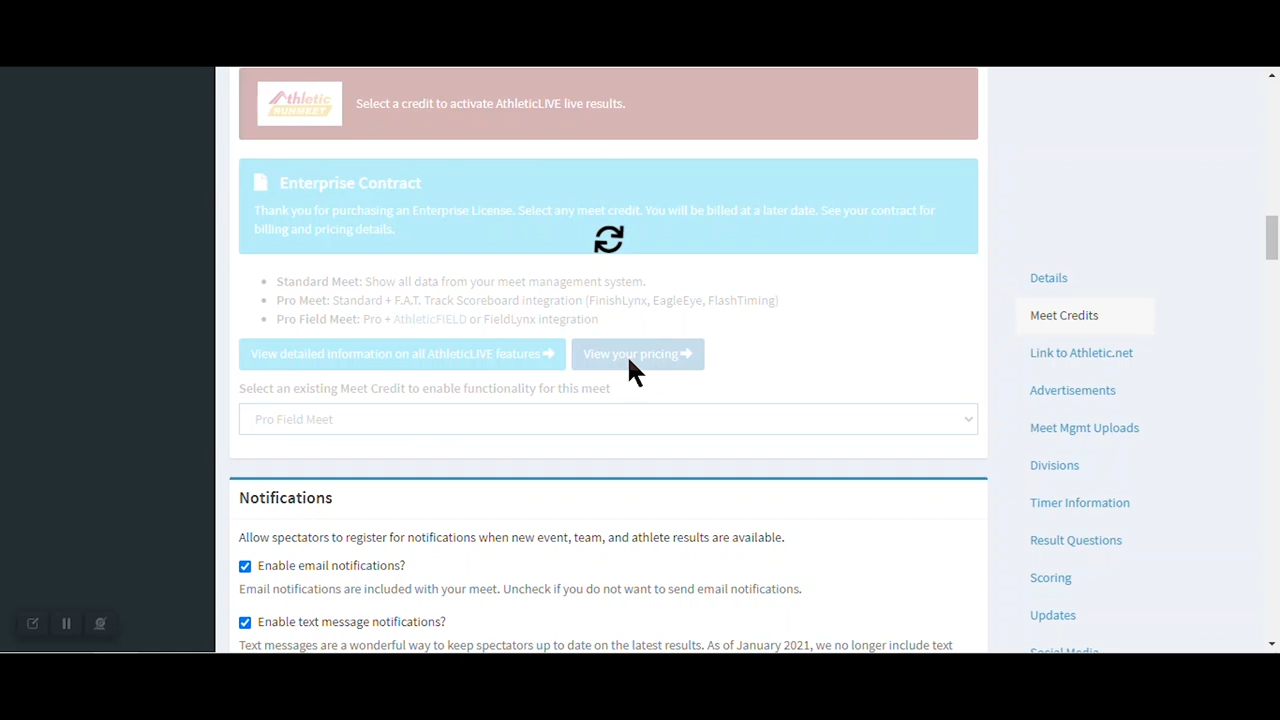 Athletic
RUNMEET
Select a credit to activate AthleticLIVE live results.
Enterprise Contract
Thank you for purchasing an Enterprise License. Select any meet credit. You will be billed at a later date. See your contract for
billing and pricing details.
Standard Meet: Show all data from your meet management system.
Pro Meet: Standard + F.A.T. Track Scoreboard integration (FinishLynx, EagleEye, FlashTiming)
Pro Field Meet: Pro + AthleticFIELD or FieldLynx integration
View detailed information on all AthleticLIVE features
View your pricing
Select an existing Meet Credit to enable functionality for this meet
Pro Field Meet
Notifications
Allow spectators to register for notifications when new event, team, and athlete results are available.
Enable email notifications?
Email notifications are included with your meet. Uncheck if you do not want to send email notifications.
Enable text message notifications?
Text messages are a wonderful way to keep spectators up to date on the latest results. As of January 2021, we no longer include text
Details
Meet Credits
Link to Athletic.net
Advertisements
Meet Mgmt Uploads
Divisions
Timer Information
Result Questions
Scoring
Updates
Social Media